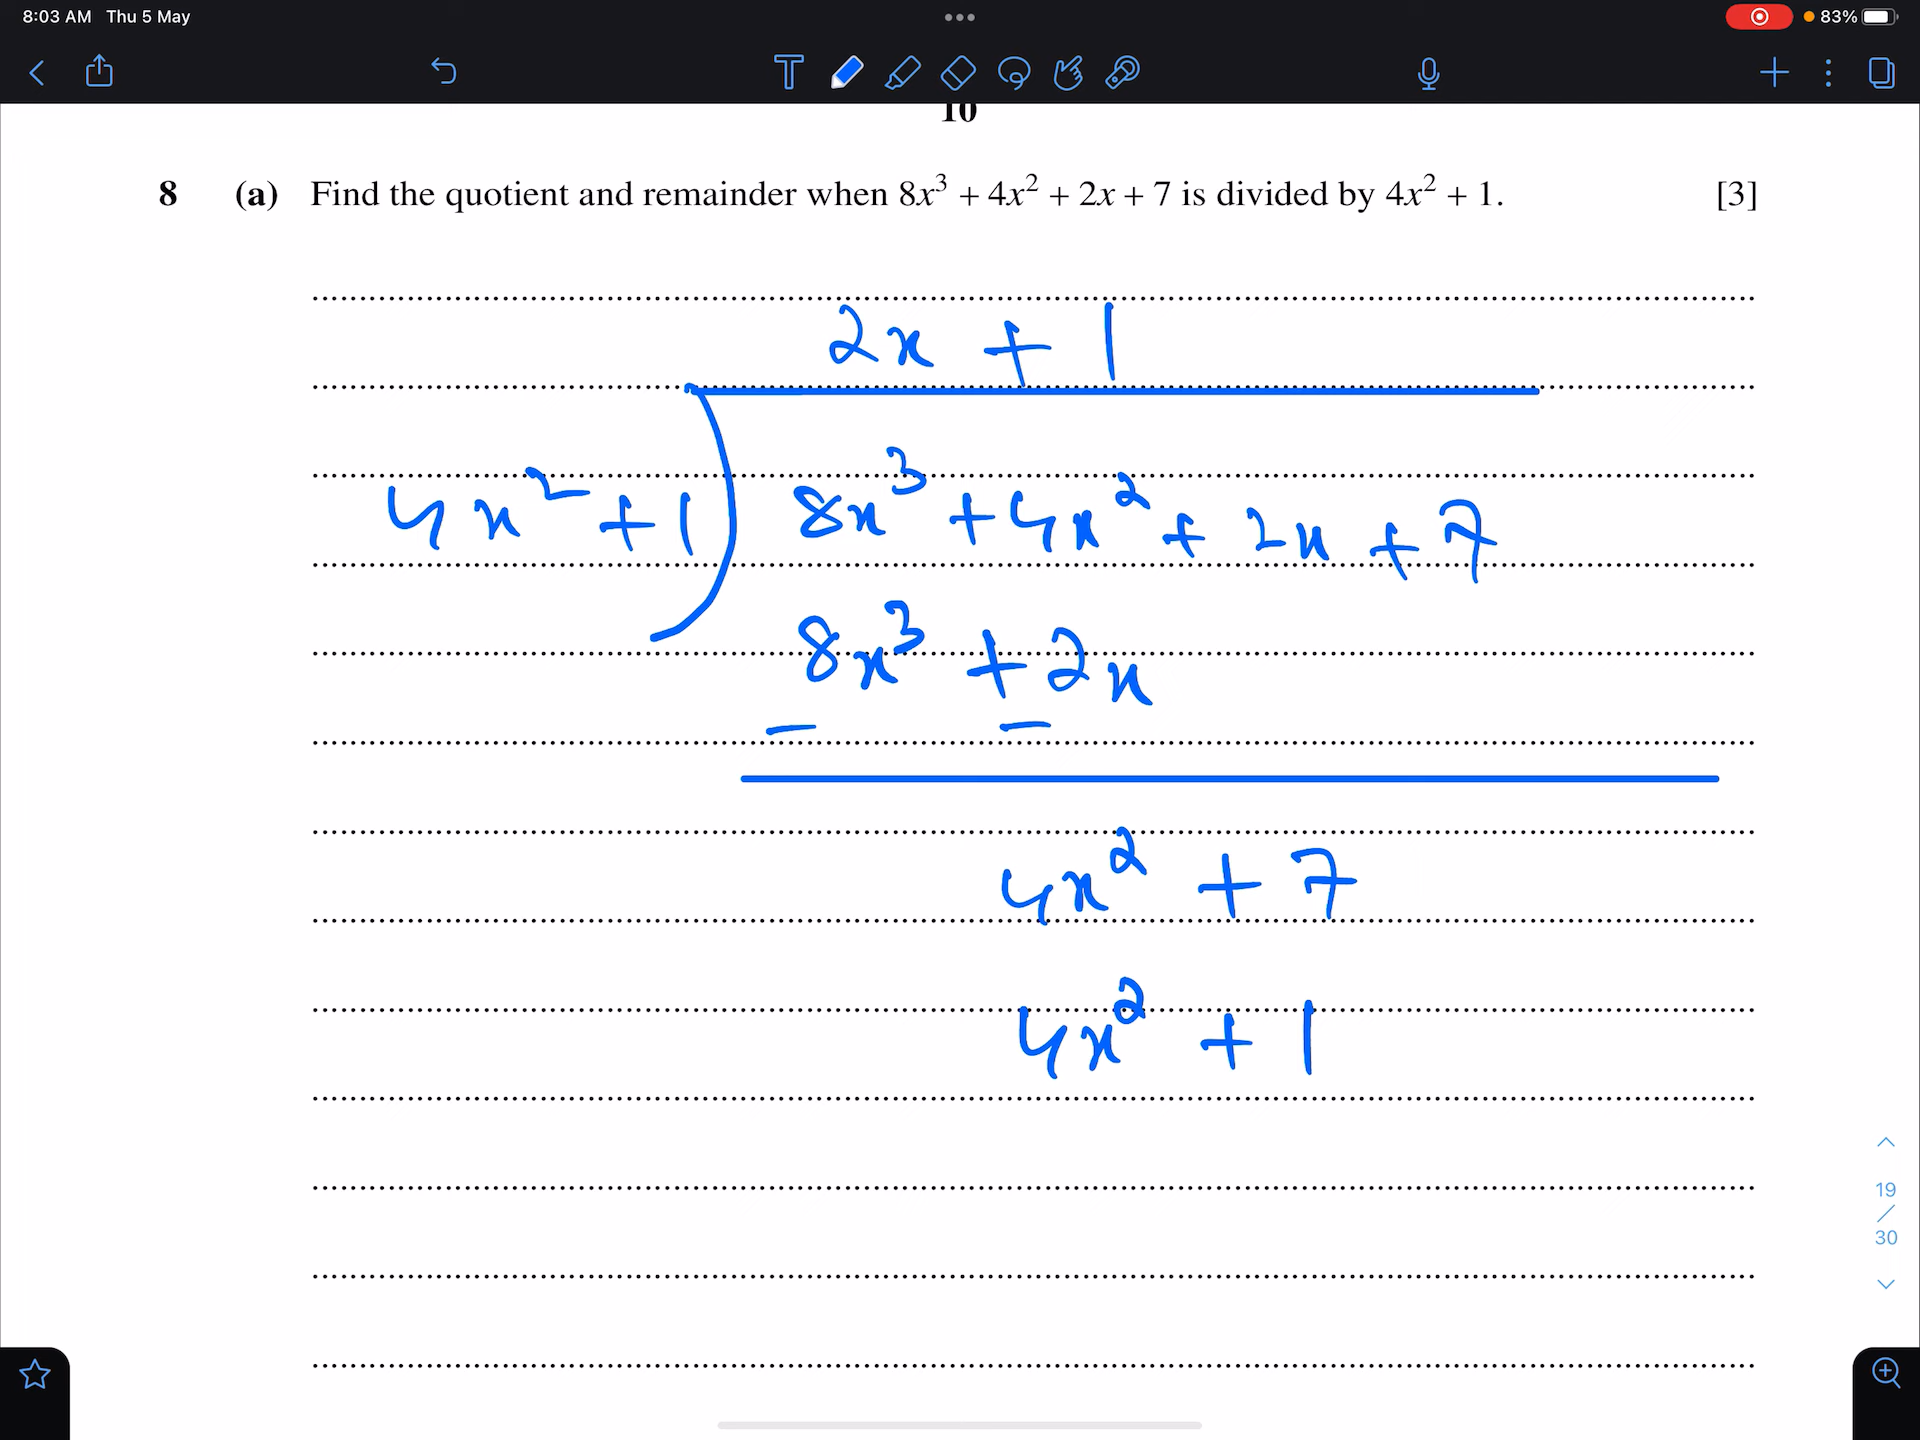 8:03 AM Thu 5 May
83%
10
8 (a) Find the quotient and remainder when 8x³ + 4x² + 2x + 7 is divided by 4x² + 1. [3]
2x + 1
4x² + 1 8x³ + 4x² + 2x + 7
8x³ + 2x
− −
4x² + 7
4x² + 1
19
/
30